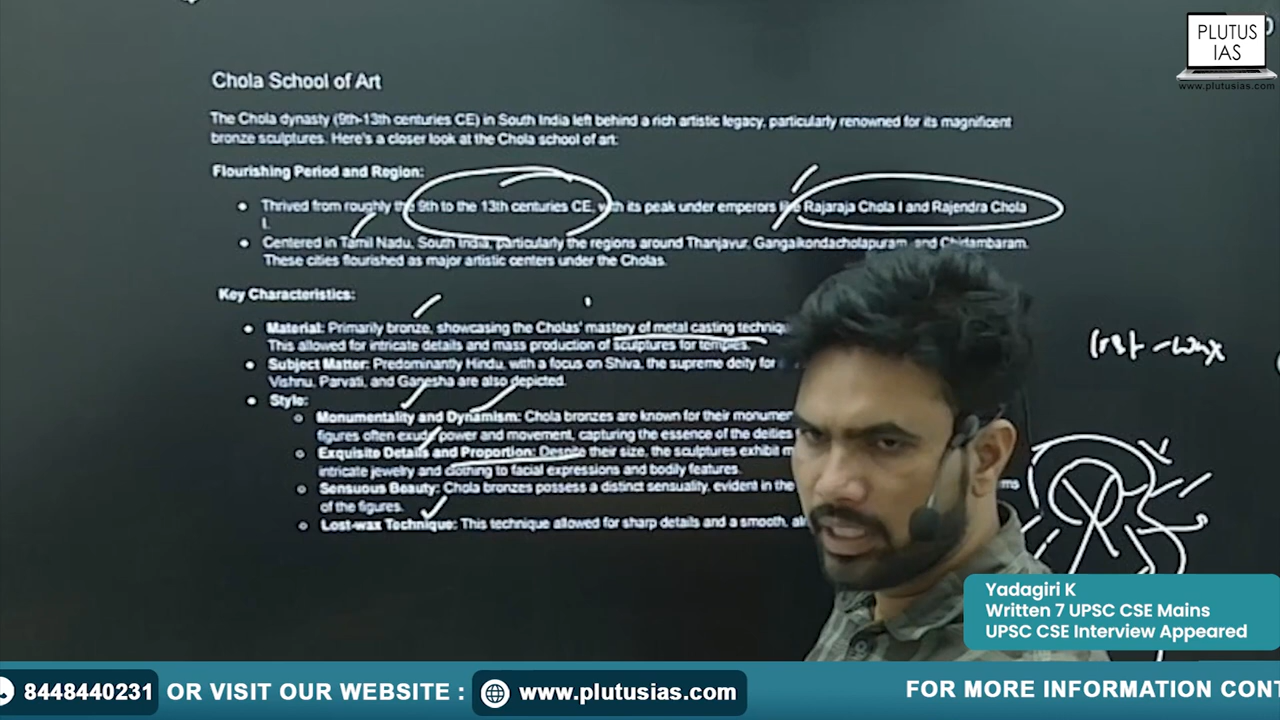 PLUTUS
IAS
www.plutusias.com
Chola School of Art
The Chola dynasty (9th-13th centuries CE) in South India left behind a rich artistic legacy, particularly renowned for its magnificent
bronze sculptures. Here's a closer look at the Chola school of art:
Flourishing Period and Region:
Thrived from roughly the 9th to the 13th centuries CE, with its peak under emperors like Rajaraja Chola I and Rajendra Chola
I.
Centered in Tamil Nadu, South India, particularly the regions around Thanjavur, Gangaikondacholapuram, and Chidambaram.
These cities flourished as major artistic centers under the Cholas.
Key Characteristics:
Material: Primarily bronze, showcasing the Cholas' mastery of metal casting
This allowed for intricate details and mass production of sculptures for temples.
Subject Matter: Predominantly Hindu, with a focus on Shiva, the supreme deity for
Vishnu, Parvati, and Ganesha are also depicted.
Style:
Monumentality and Dynamism: Chola bronzes are known for their
figures often exude power and movement, capturing the essence of the deities
Exquisite Details and Proportion: Despite their size, the sculptures exhibit
intricate jewelry and clothing to facial expressions and bodily features.
Sensuous Beauty: Chola bronzes possess a distinct sensuality, evident in the
of the figures.
Lost-wax Technique: This technique allowed for sharp details and a smooth,
lost-wax
Yadagiri K
Written 7 UPSC CSE Mains
UPSC CSE Interview Appeared
8448440231 OR VISIT OUR WEBSITE : www.plutusias.com FOR MORE INFORMATION